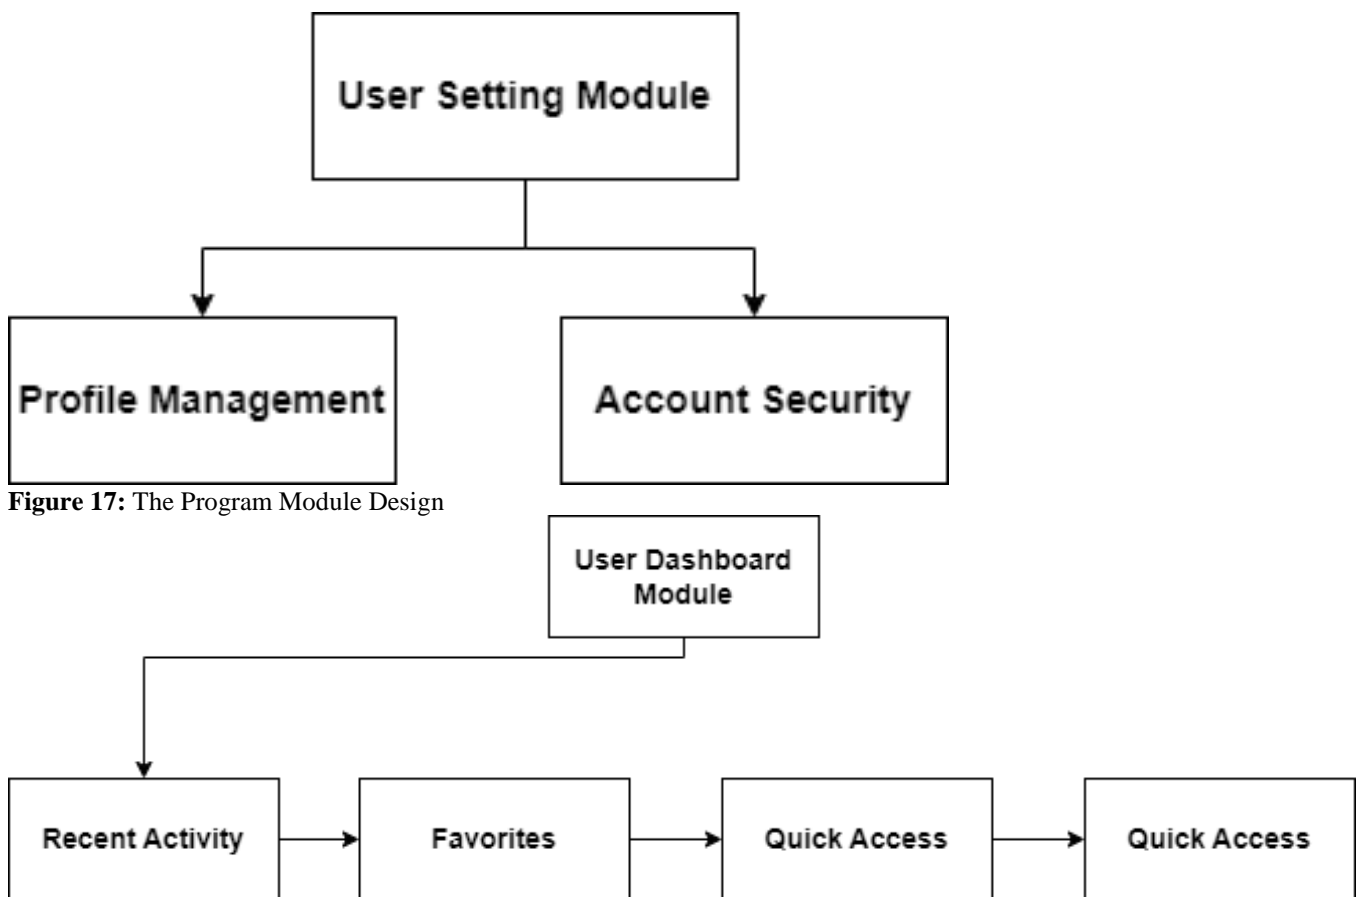 User Setting Module
Profile Management
Account Security
Figure 17: The Program Module Design
User Dashboard
Module
Recent Activity
Favorites
Quick Access
Quick Access